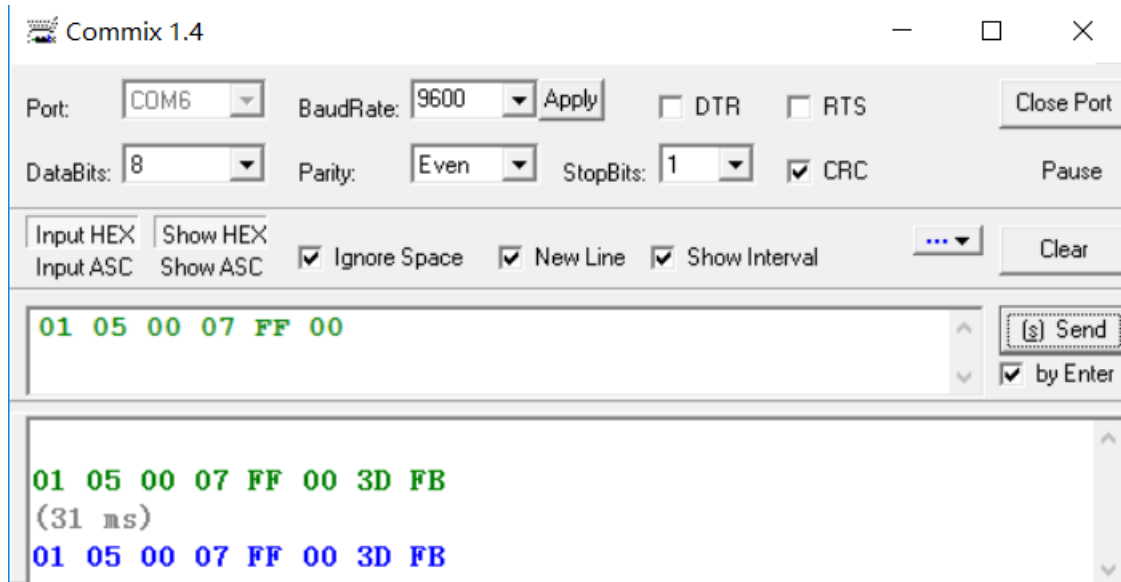 Commix 1.4
Port: COM6 BaudRate: 9600 Apply DTR RTS Close Port
DataBits: 8 Parity: Even StopBits: 1 CRC Pause
Input HEX Show HEX
Input ASC Show ASC Ignore Space New Line Show Interval ... Clear
01 05 00 07 FF 00 (s) Send
by Enter
01 05 00 07 FF 00 3D FB
(31 ms)
01 05 00 07 FF 00 3D FB